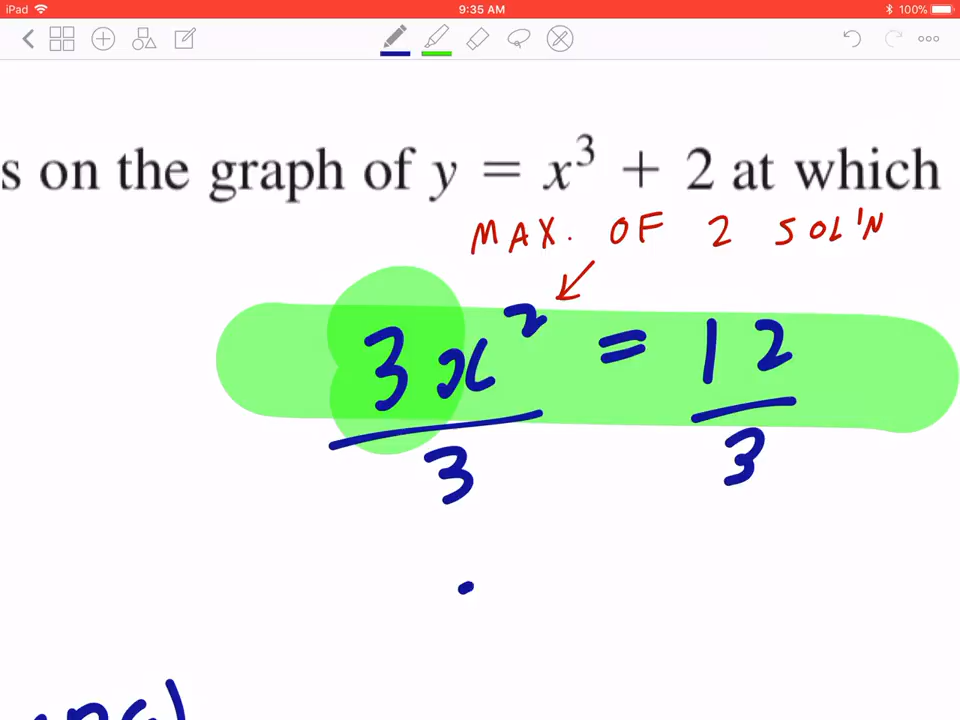 iPad 9:35 AM 100%
s on the graph of y = x³ + 2 at which
MAX. OF 2 SOL'N
3x² = 12
3 3